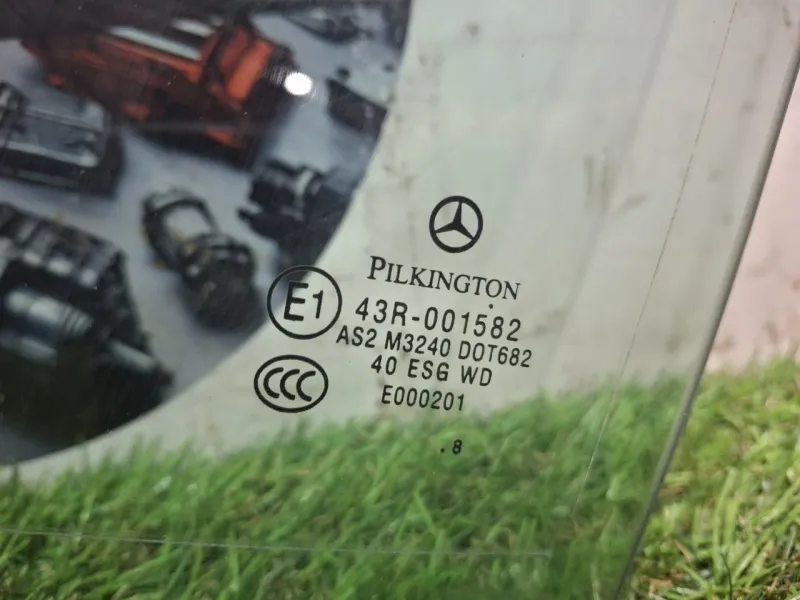 PILKINGTON
E1
43R-001582
AS2 M3240 DOT682
40 ESG WD
CCC
E000201
.8